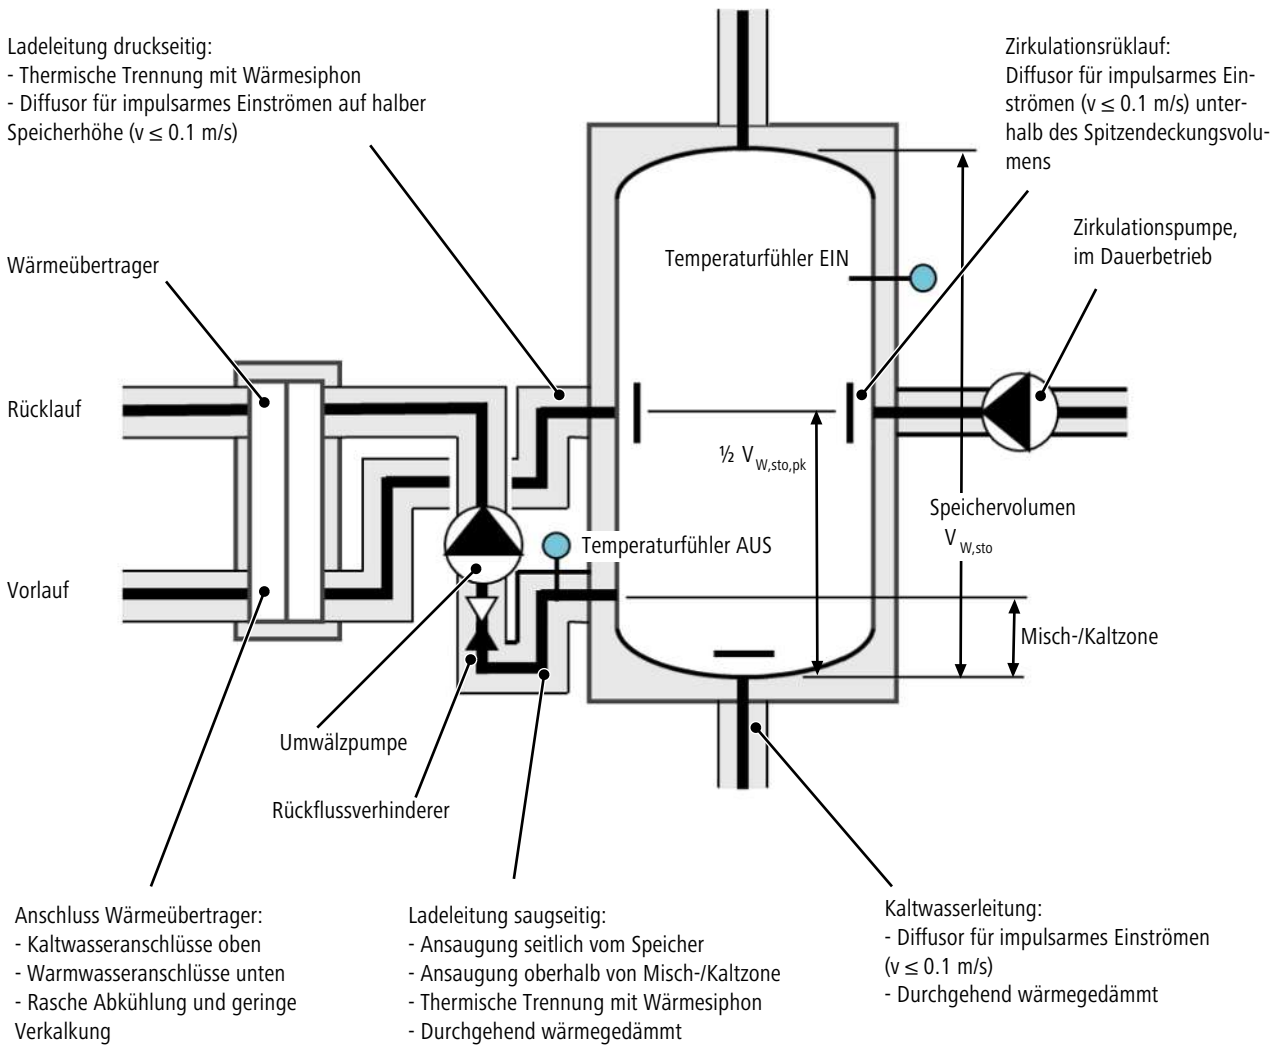 Ladeleitung druckseitig:
- Thermische Trennung mit Wärmesiphon
- Diffusor für impulsarmes Einströmen auf halber
Speicherhöhe (v ≤ 0.1 m/s)
Zirkulationsrüklauf:
Diffusor für impulsarmes Ein-
strömen (v ≤ 0.1 m/s) unter-
halb des Spitzendeckungsvolu-
mens
Zirkulationspumpe,
im Dauerbetrieb
Temperaturfühler EIN
Wärmeübertrager
Rücklauf
½ V W,sto,pk
Speichervolumen
V W,sto
Temperaturfühler AUS
Vorlauf
Misch-/Kaltzone
Umwälzpumpe
Rückflussverhinderer
Anschluss Wärmeübertrager:
- Kaltwasseranschlüsse oben
- Warmwasseranschlüsse unten
- Rasche Abkühlung und geringe
Verkalkung
Ladeleitung saugseitig:
- Ansaugung seitlich vom Speicher
- Ansaugung oberhalb von Misch-/Kaltzone
- Thermische Trennung mit Wärmesiphon
- Durchgehend wärmegedämmt
Kaltwasserleitung:
- Diffusor für impulsarmes Einströmen
(v ≤ 0.1 m/s)
- Durchgehend wärmegedämmt